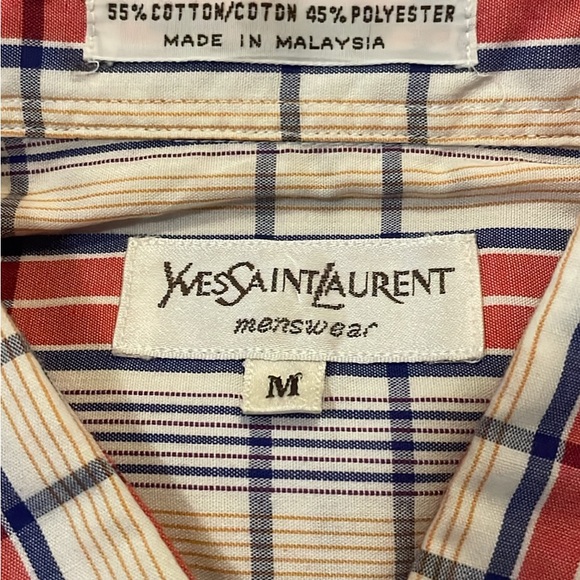 55% COTTON/COTON 45% POLYESTER
MADE IN MALAYSIA
YVESSAINTLAURENT
menswear
M